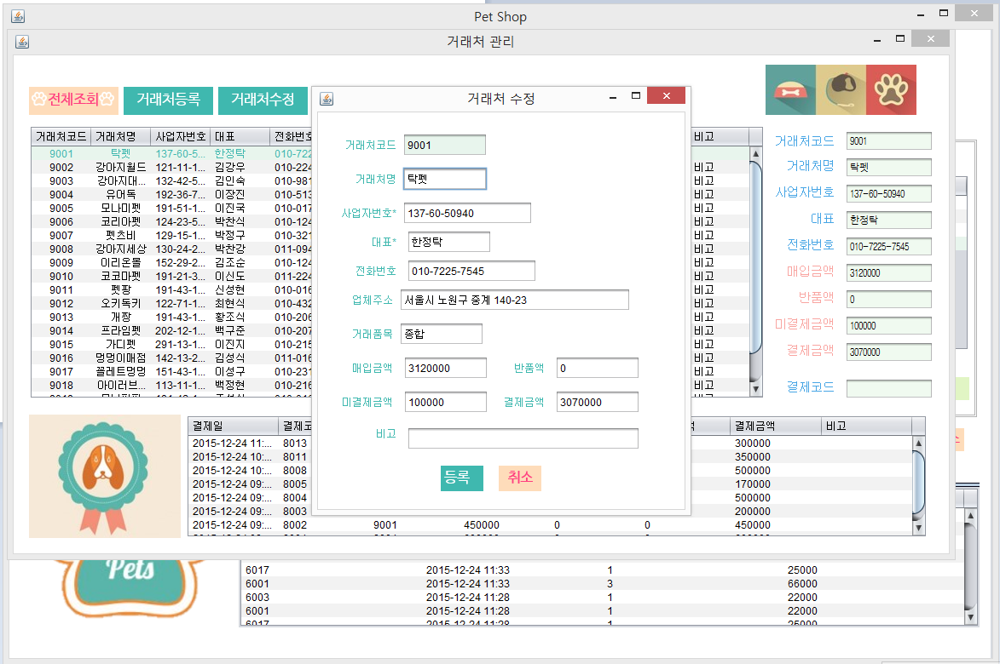 Pet Shop
거래처 관리
전체조회
거래처등록
거래처수정
거래처코드 거래처명 사업자번호 대표 전화번호 비고
9001 탁펫 137-60-5... 한정탁 010-722
9002 강아지월드 121-11-1... 김강우 010-224 비고
9003 강아지대... 132-42-5... 김인숙 010-981 비고
9004 유어독 192-36-7... 이장진 010-513 비고
9005 모나미펫 191-51-1... 이진국 010-017 비고
9006 코리아펫 124-23-5... 박찬식 010-124 비고
9007 펫츠비 129-15-1... 박정구 010-321 비고
9008 강아지세상 130-24-2... 박찬강 011-094 비고
9009 이리온몰 152-29-2... 김조순 010-124 비고
9010 코코마펫 191-21-3... 이신도 011-224 비고
9011 펫팡 191-43-1... 신성현 010-016 비고
9012 오키독키 122-71-1... 최현식 010-432 비고
9013 개짱 191-43-1... 황조식 010-206 비고
9014 프라임펫 202-12-1... 백구준 010-207 비고
9015 가디펫 291-13-1... 이진지 010-215 비고
9016 멍멍이매점 142-13-2... 김성식 011-016 비고
9017 폴레트멍멍 151-43-1... 이성구 010-231 비고
9018 아미러브... 113-11-1... 백정현 010-216 비고
거래처 수정
거래처코드 9001
거래처명 탁펫
사업자번호* 137-60-50940
대표* 한정탁
전화번호 010-7225-7545
업체주소 서울시 노원구 중계 140-23
거래품목 종합
매입금액 3120000 반품액 0
미결제금액 100000 결제금액 3070000
비고
등록 취소
거래처코드 9001
거래처명 탁펫
사업자번호 137-60-50940
대표 한정탁
전화번호 010-7225-7545
매입금액 3120000
반품액 0
미결제금액 100000
결제금액 3070000
결제코드
결제일 결제코 결제금액 비고
2015-12-24 11:... 8013 300000
2015-12-24 10:... 8011 350000
2015-12-24 10:... 8008 500000
2015-12-24 09:... 8005 170000
2015-12-24 09:... 8004 500000
2015-12-24 09:... 8003 200000
2015-12-24 09:... 8002 9001 450000 0 0 450000
Pets
6017 2015-12-24 11:33 1 25000
6001 2015-12-24 11:33 3 66000
6003 2015-12-24 11:28 1 22000
6001 2015-12-24 11:28 1 22000
6017 2015-12-24 11:28 1 25000